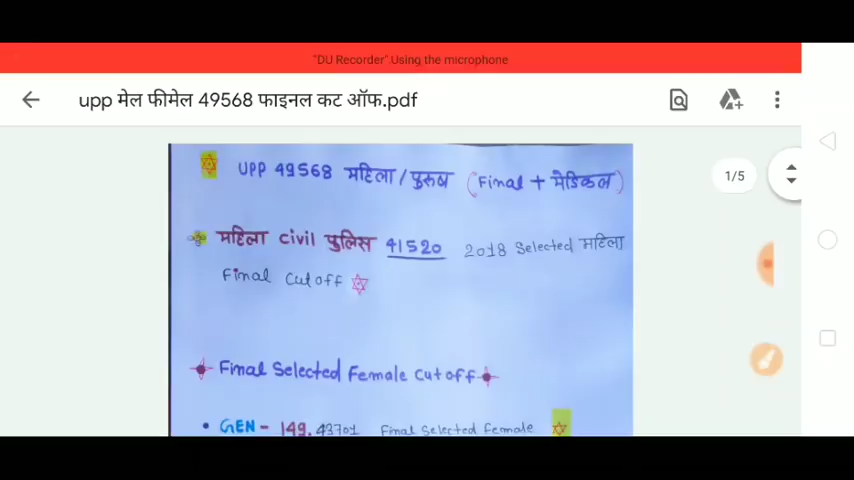 "DU Recorder" Using the microphone
upp मेल फीमेल 49568 फाइनल कट ऑफ.pdf
1/5
UPP 49568 महिला/पुरुष (Final + मेडिकल)
महिला civil पुलिस 41520 2018 Selected महिला
Final Cutoff
Final Selected Female Cutoff
• GEN - 149.43701 Final Selected Female